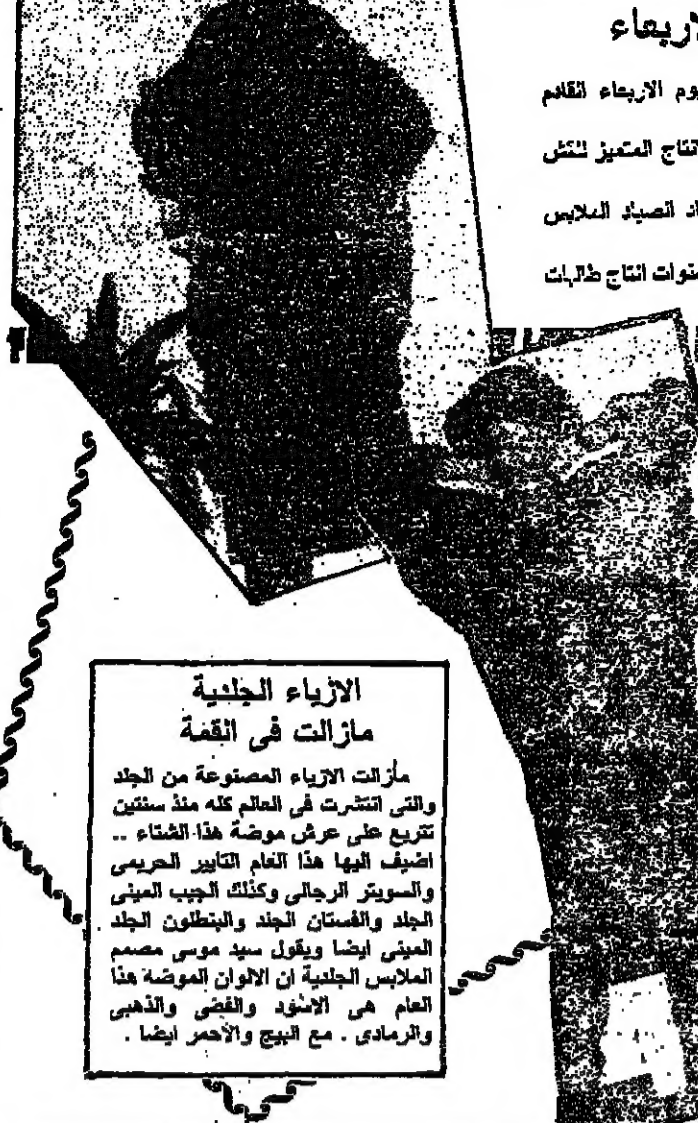 الاربعاء
يوم الاربعاء القادم
انتاج المتميز للنش
الصياد الملابس
سنوات انتاج طالبات
الازياء الجلدية
مازالت فى القمة
مازالت الازياء المصنوعة من الجلد
والتى انتشرت فى العالم كله منذ سنتين
تتربع على عرش موضة هذا الشتاء ..
اضيف اليها هذا العام التايير الحريمى
والسويتر الرجالى وكذلك الجيب المينى
الجلد والفستان الجلد والبنطلون الجلد
المينى ايضا ويقول سيد موسى مصمم
الملابس الجلدية ان الالوان الموضة هذا
العام هى الاسود والفضى والذهبى
والرمادى . مع البيج والأحمر ايضا .